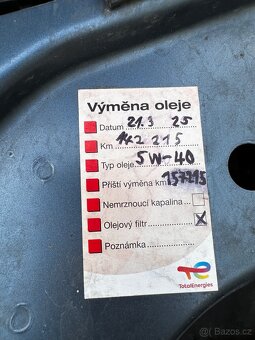 Výměna oleje
Datum 21.3 25
Km 142 215
Typ oleje 5W-40
Příští výměna km 157215
Nemrznoucí kapalina
Olejový filtr X
Poznámka
TotalEnergies
sbazos.cz